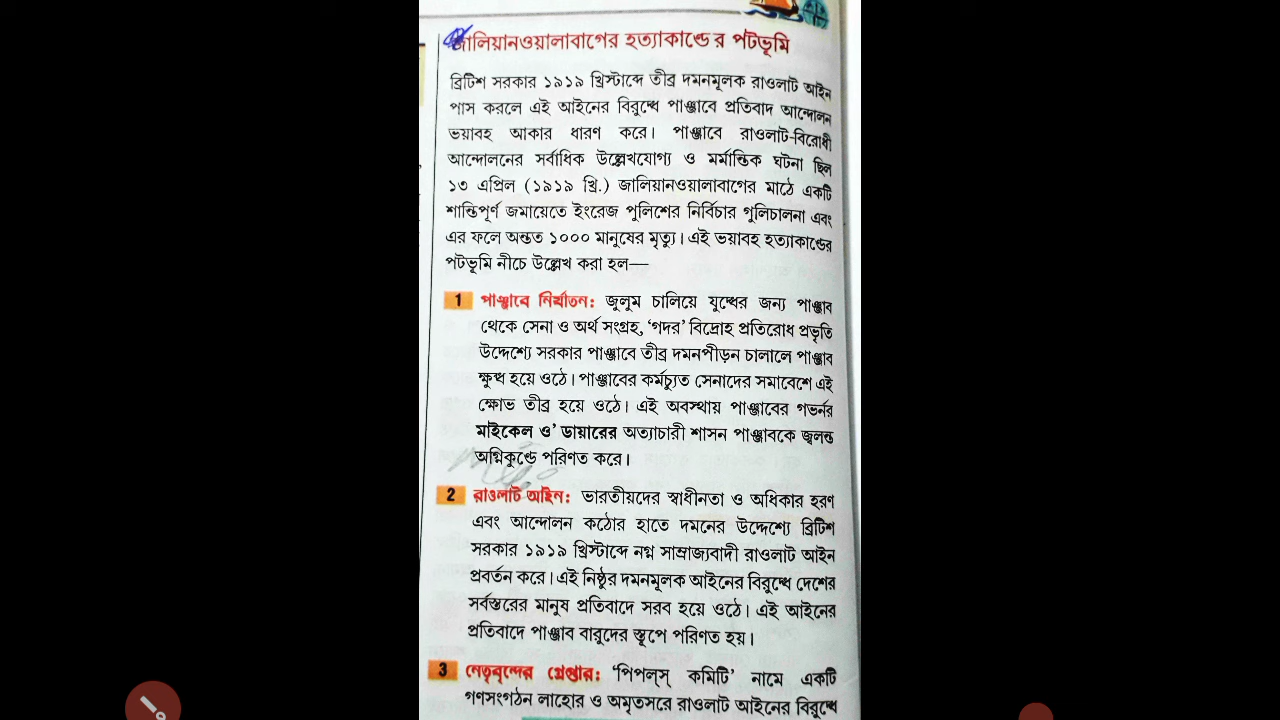 জালিয়ানওয়ালাবাগের হত্যাকাণ্ডের পটভূমি
ব্রিটিশ সরকার ১৯১৯ খ্রিস্টাব্দে তীব্র দমনমূলক রাওলাট আইন
পাস করলে এই আইনের বিরুদ্ধে পাঞ্জাবে প্রতিবাদ আন্দোলন
ভয়াবহ আকার ধারণ করে। পাঞ্জাবে রাওলাট-বিরোধী
আন্দোলনের সর্বাধিক উল্লেখযোগ্য ও মর্মান্তিক ঘটনা ছিল
১৩ এপ্রিল (১৯১৯ খ্রি.) জালিয়ানওয়ালাবাগের মাঠে একটি
শান্তিপূর্ণ জমায়েতে ইংরেজ পুলিশের নির্বিচার গুলিচালনা এবং
এর ফলে অন্তত ১০০০ মানুষের মৃত্যু। এই ভয়াবহ হত্যাকাণ্ডের
পটভূমি নীচে উল্লেখ করা হল—
1 পাঞ্জাবে নির্যাতন: জুলুম চালিয়ে যুদ্ধের জন্য পাঞ্জাব
থেকে সেনা ও অর্থ সংগ্রহ, ‘গদর’ বিদ্রোহ প্রতিরোধ প্রভৃতি
উদ্দেশ্যে সরকার পাঞ্জাবে তীব্র দমনপীড়ন চালালে পাঞ্জাব
ক্ষুব্ধ হয়ে ওঠে। পাঞ্জাবের কর্মচ্যুত সেনাদের সমাবেশে এই
ক্ষোভ তীব্র হয়ে ওঠে। এই অবস্থায় পাঞ্জাবের গভর্নর
মাইকেল ও’ ডায়ারের অত্যাচারী শাসন পাঞ্জাবকে জ্বলন্ত
অগ্নিকুণ্ডে পরিণত করে।
2 রাওলাট আইন: ভারতীয়দের স্বাধীনতা ও অধিকার হরণ
এবং আন্দোলন কঠোর হাতে দমনের উদ্দেশ্যে ব্রিটিশ
সরকার ১৯১৯ খ্রিস্টাব্দে নগ্ন সাম্রাজ্যবাদী রাওলাট আইন
প্রবর্তন করে। এই নিষ্ঠুর দমনমূলক আইনের বিরুদ্ধে দেশের
সর্বস্তরের মানুষ প্রতিবাদে সরব হয়ে ওঠে। এই আইনের
প্রতিবাদে পাঞ্জাব বারুদের স্তূপে পরিণত হয়।
3 নেতৃবৃন্দের গ্রেপ্তার: ‘পিপল্‌স্ কমিটি’ নামে একটি
গণসংগঠন লাহোর ও অমৃতসরে রাওলাট আইনের বিরুদ্ধে